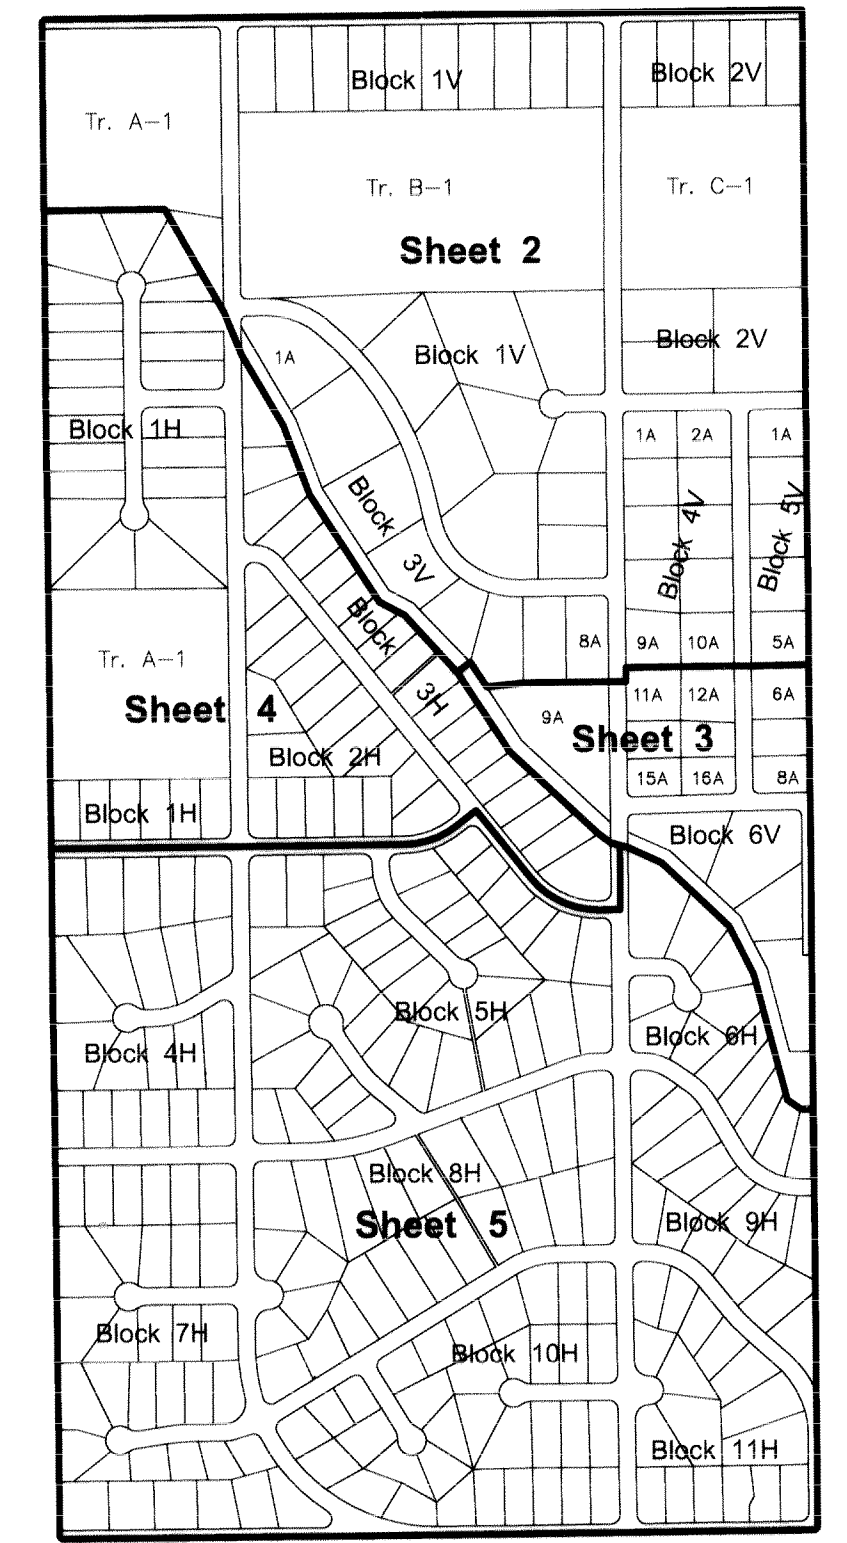 Block 1V
Block 2V
Tr. A-1
Tr. B-1
Tr. C-1
Sheet 2
1A
Block 1V
Block 2V
Block 1H
1A
2A
1A
Block 3V
Block 4V
Block 5V
8A
9A
10A
5A
Tr. A-1
Block 3H
Sheet 4
11A
12A
6A
9A
Sheet 3
Block 2H
15A
16A
8A
Block 1H
Block 6V
Block 5H
Block 6H
Block 4H
Block 8H
Sheet 5
Block 9H
Block 7H
Block 10H
Block 11H